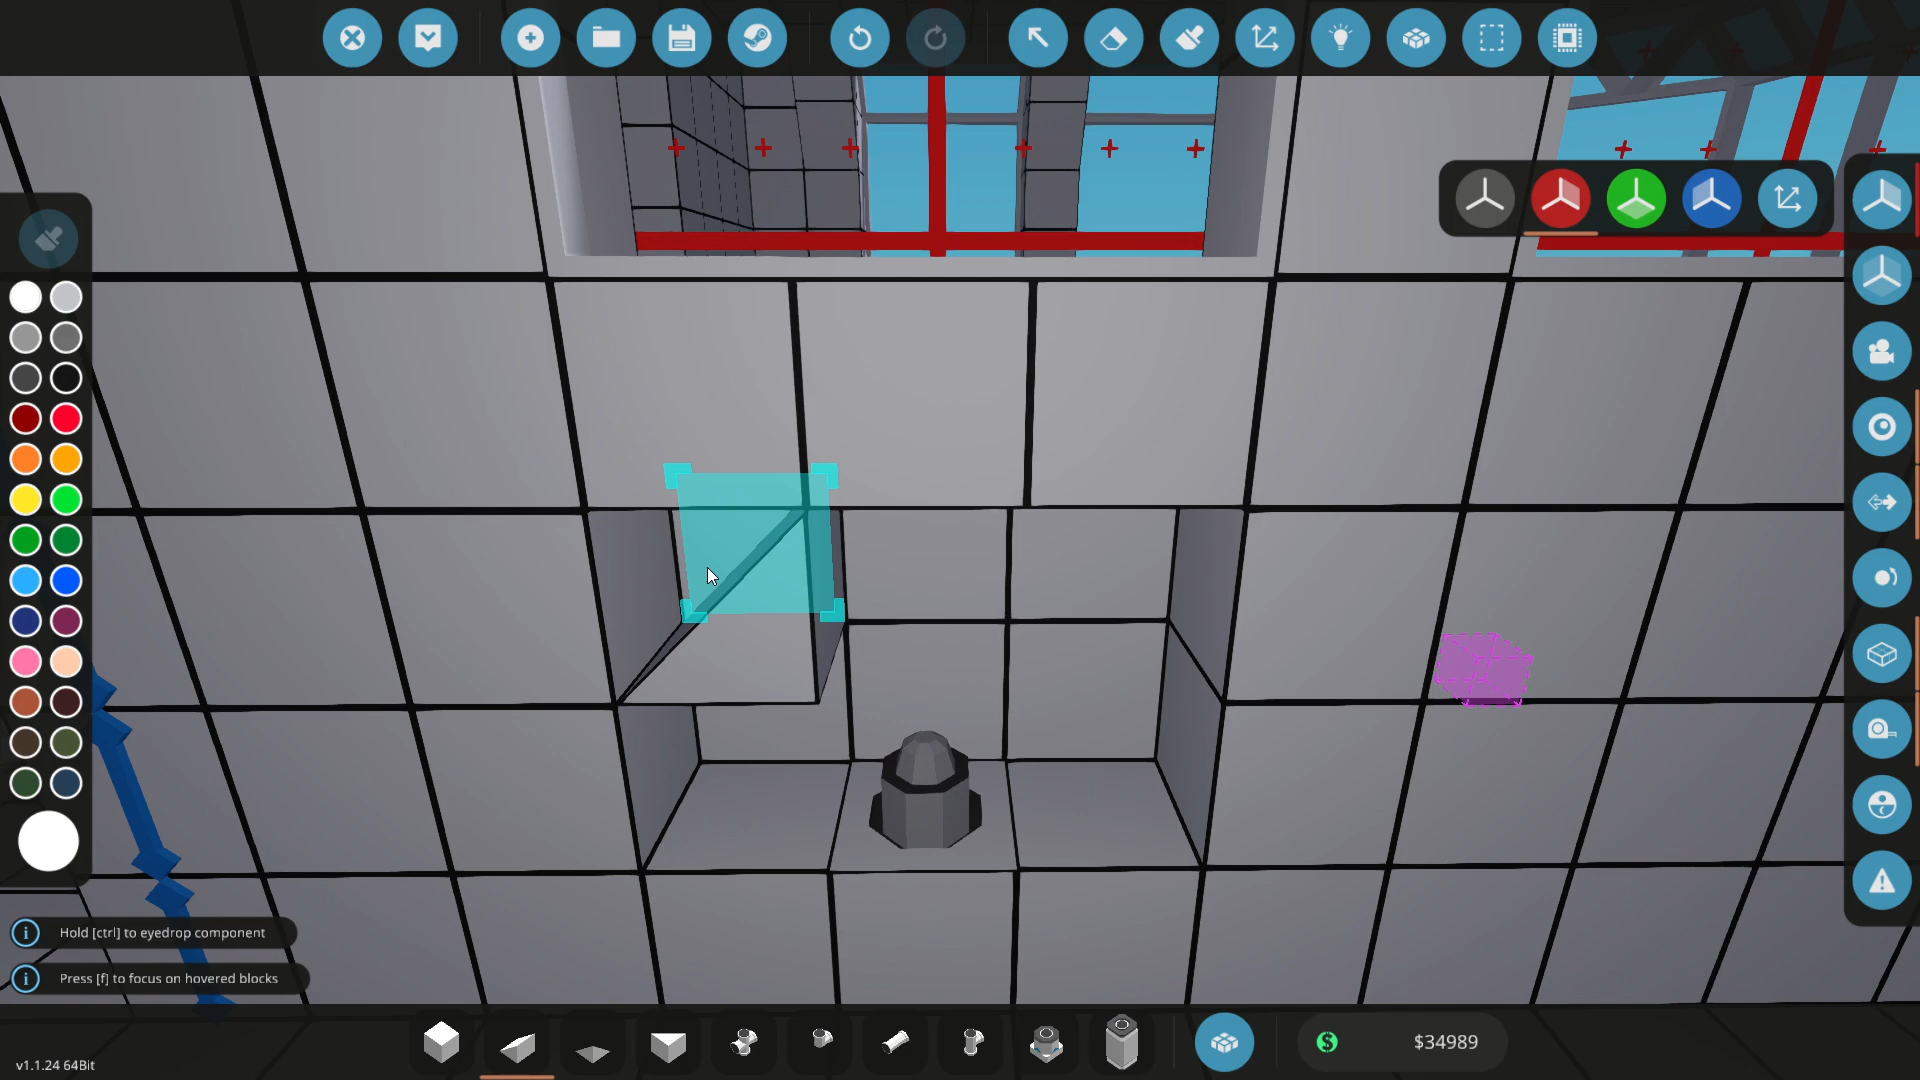 Hold [ctrl] to eyedrop component
Press [f] to focus on hovered blocks
$34989
v1.1.24 64Bit